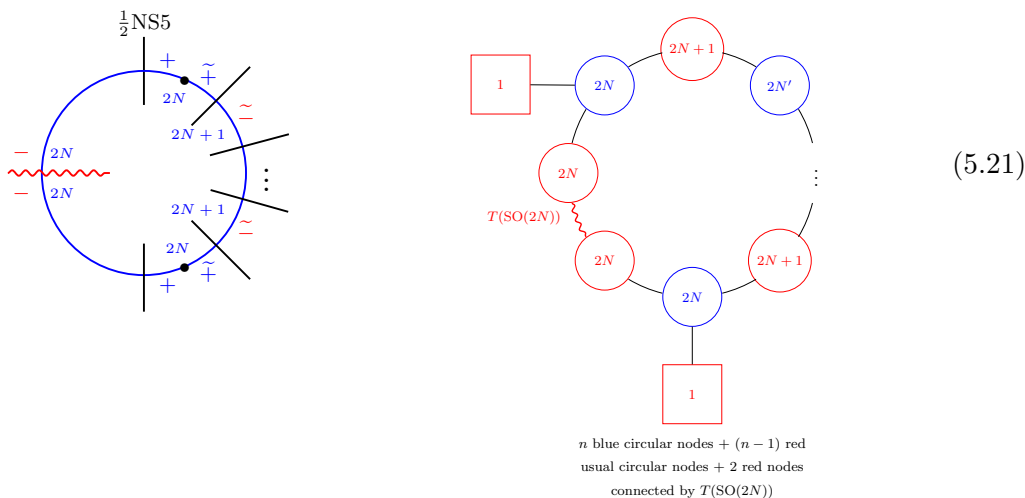 ½NS5
+ +̃
2N
−̃
2N + 1
− 2N
− 2N
⋮
2N + 1
−̃
2N
+ +̃
2N + 1
1 2N 2N′
2N
⋮
T(SO(2N))
2N 2N 2N + 1
1
n blue circular nodes + (n − 1) red
usual circular nodes + 2 red nodes
connected by T(SO(2N))
(5.21)